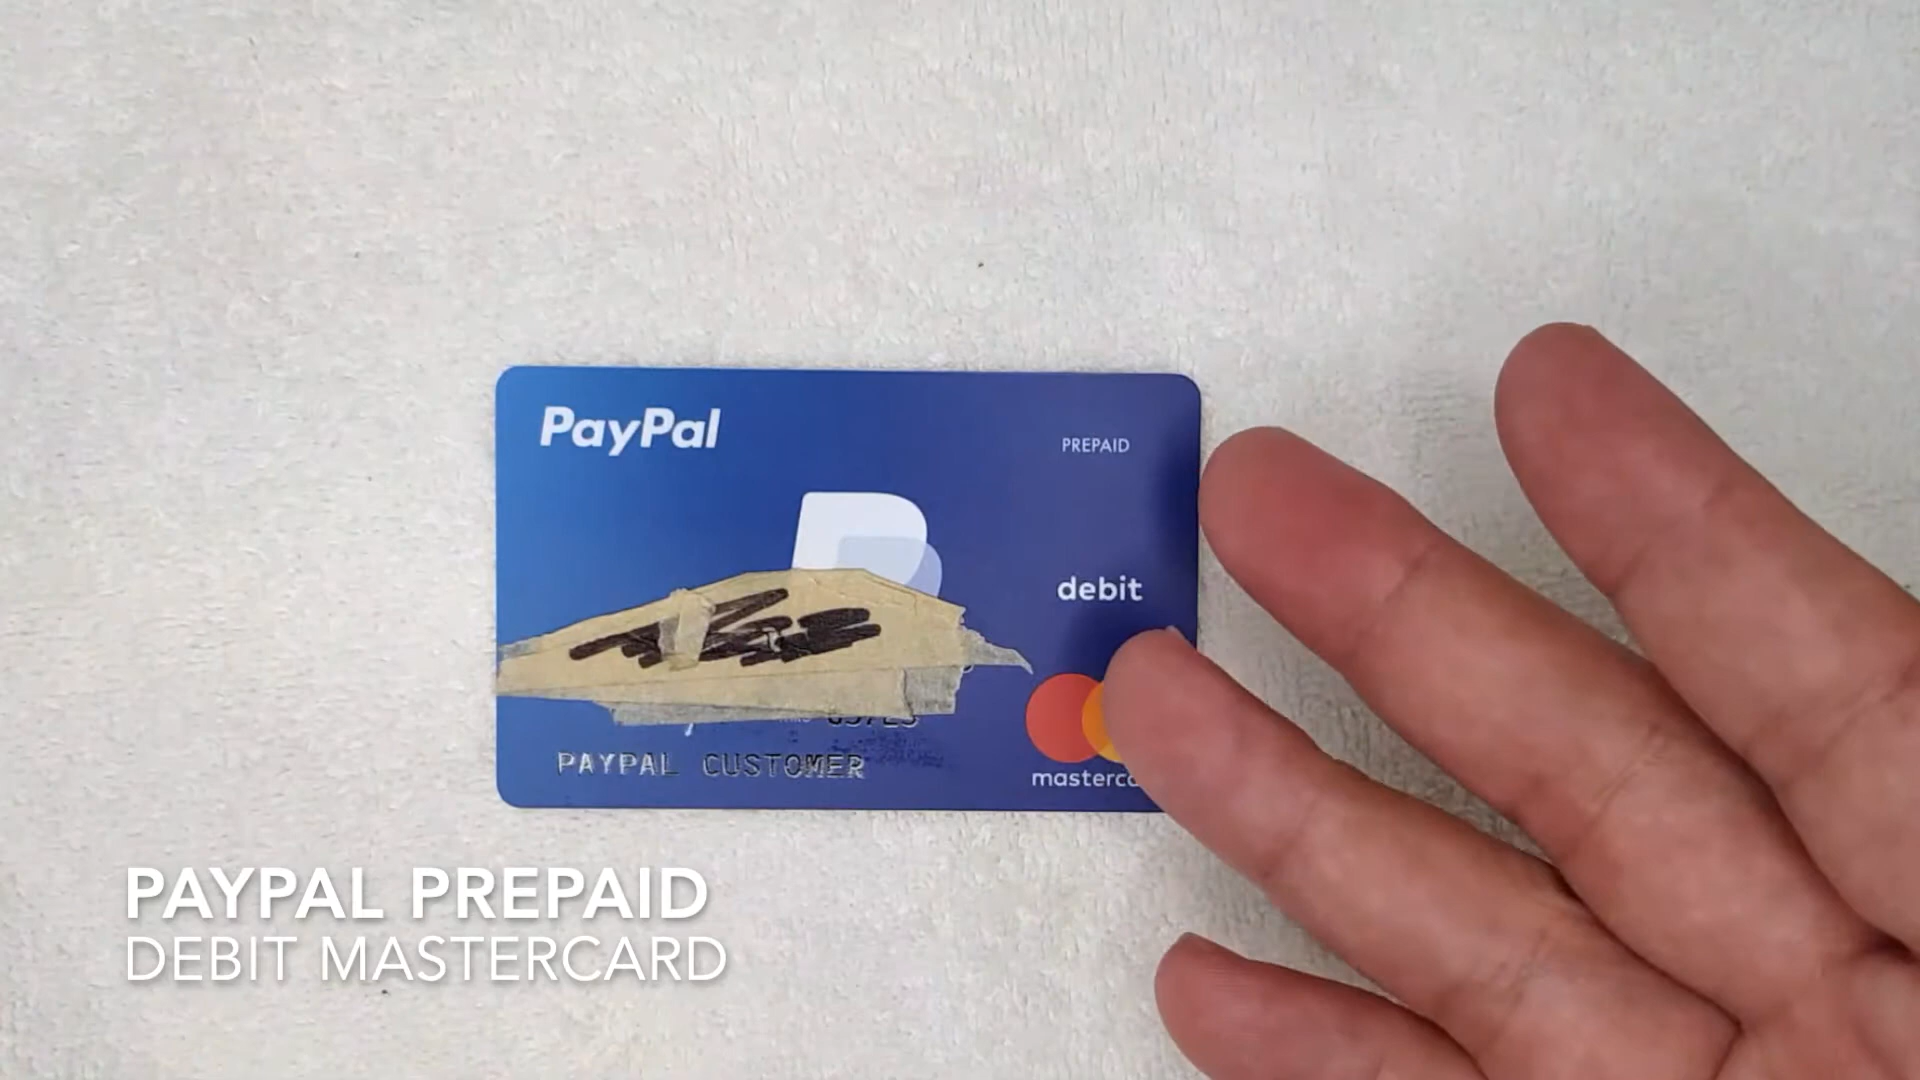 PayPal
PREPAID
debit
PAYPAL CUSTOMER
masterca
PAYPAL PREPAID
DEBIT MASTERCARD